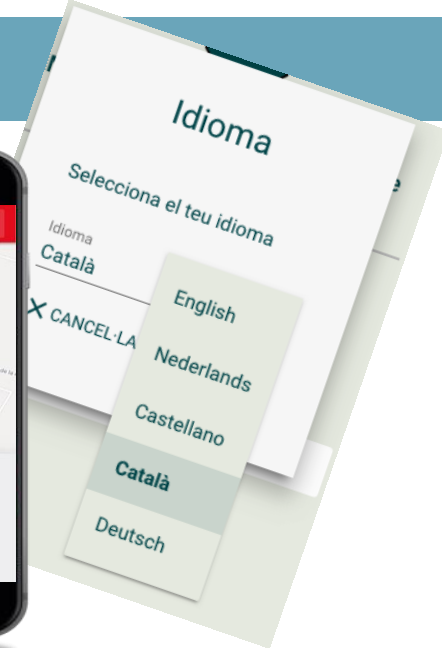 Idioma
Selecciona el teu idioma
Idioma
Català
CANCEL·LA
English
Nederlands
Castellano
Català
Deutsch